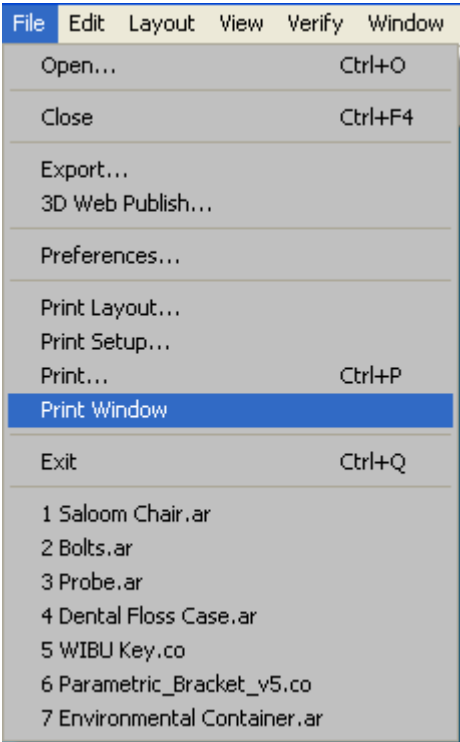 File Edit Layout View Verify Window
Open... Ctrl+O
Close Ctrl+F4
Export...
3D Web Publish...
Preferences...
Print Layout...
Print Setup...
Print... Ctrl+P
Print Window
Exit Ctrl+Q
1 Saloom Chair.ar
2 Bolts.ar
3 Probe.ar
4 Dental Floss Case.ar
5 WIBU Key.co
6 Parametric_Bracket_v5.co
7 Environmental Container.ar